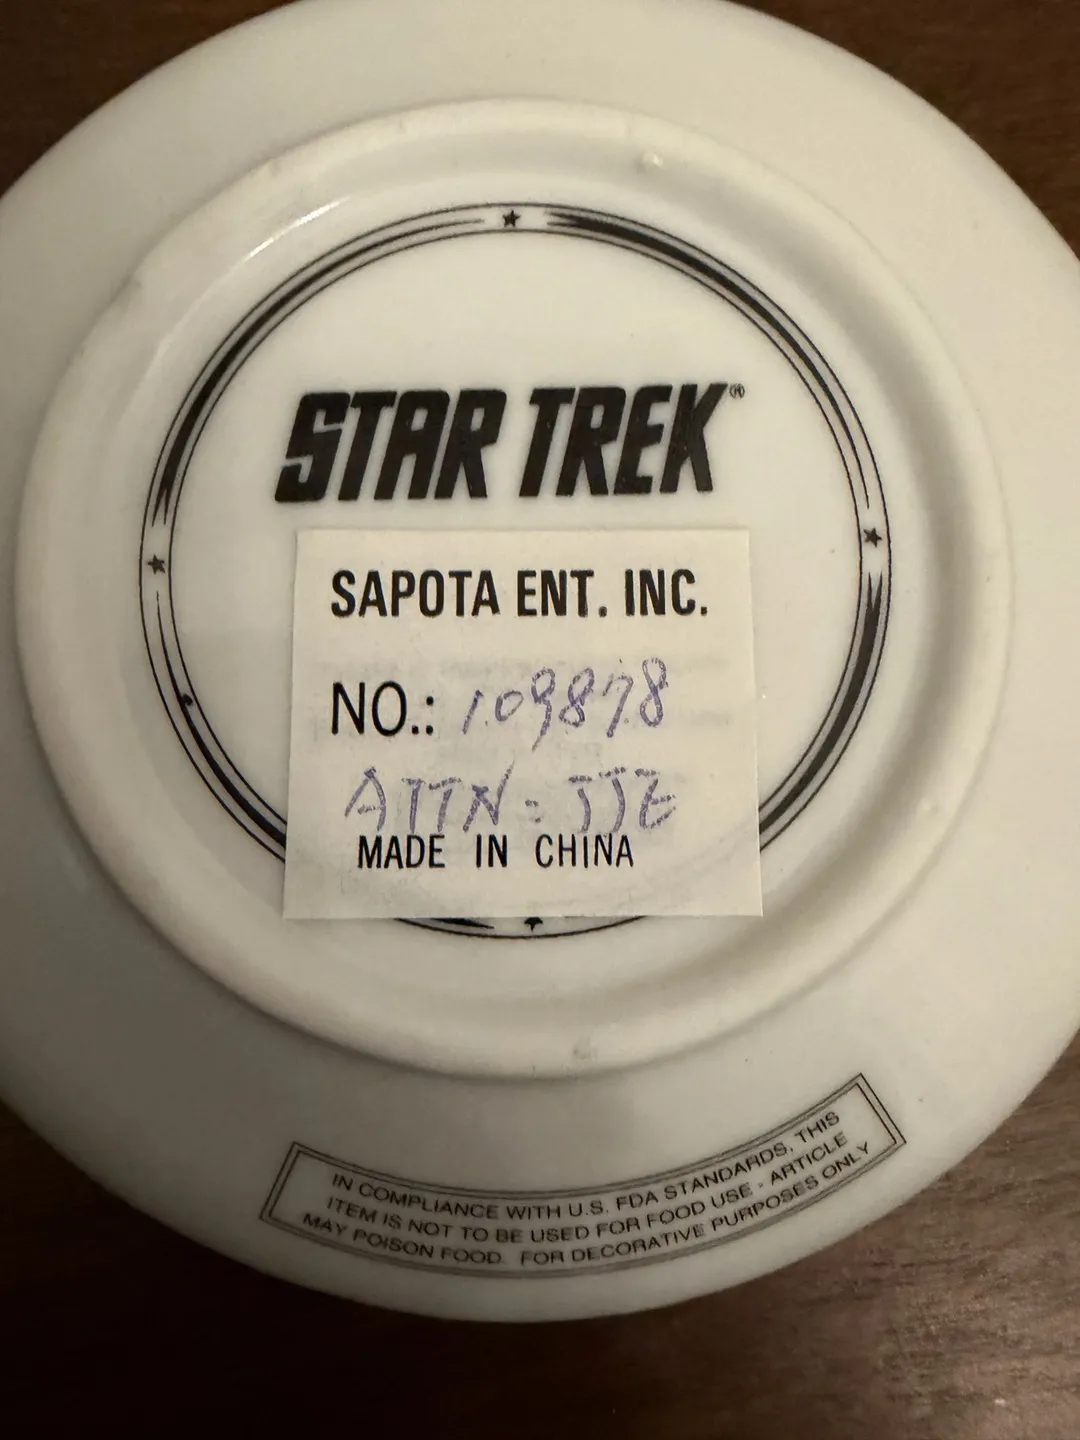 STAR TREK®
SAPOTA ENT. INC.
NO.: 109878
ATTN: JJE
MADE IN CHINA
IN COMPLIANCE WITH U.S. FDA STANDARDS, THIS
ITEM IS NOT TO BE USED FOR FOOD USE - ARTICLE
MAY POISON FOOD. FOR DECORATIVE PURPOSES ONLY